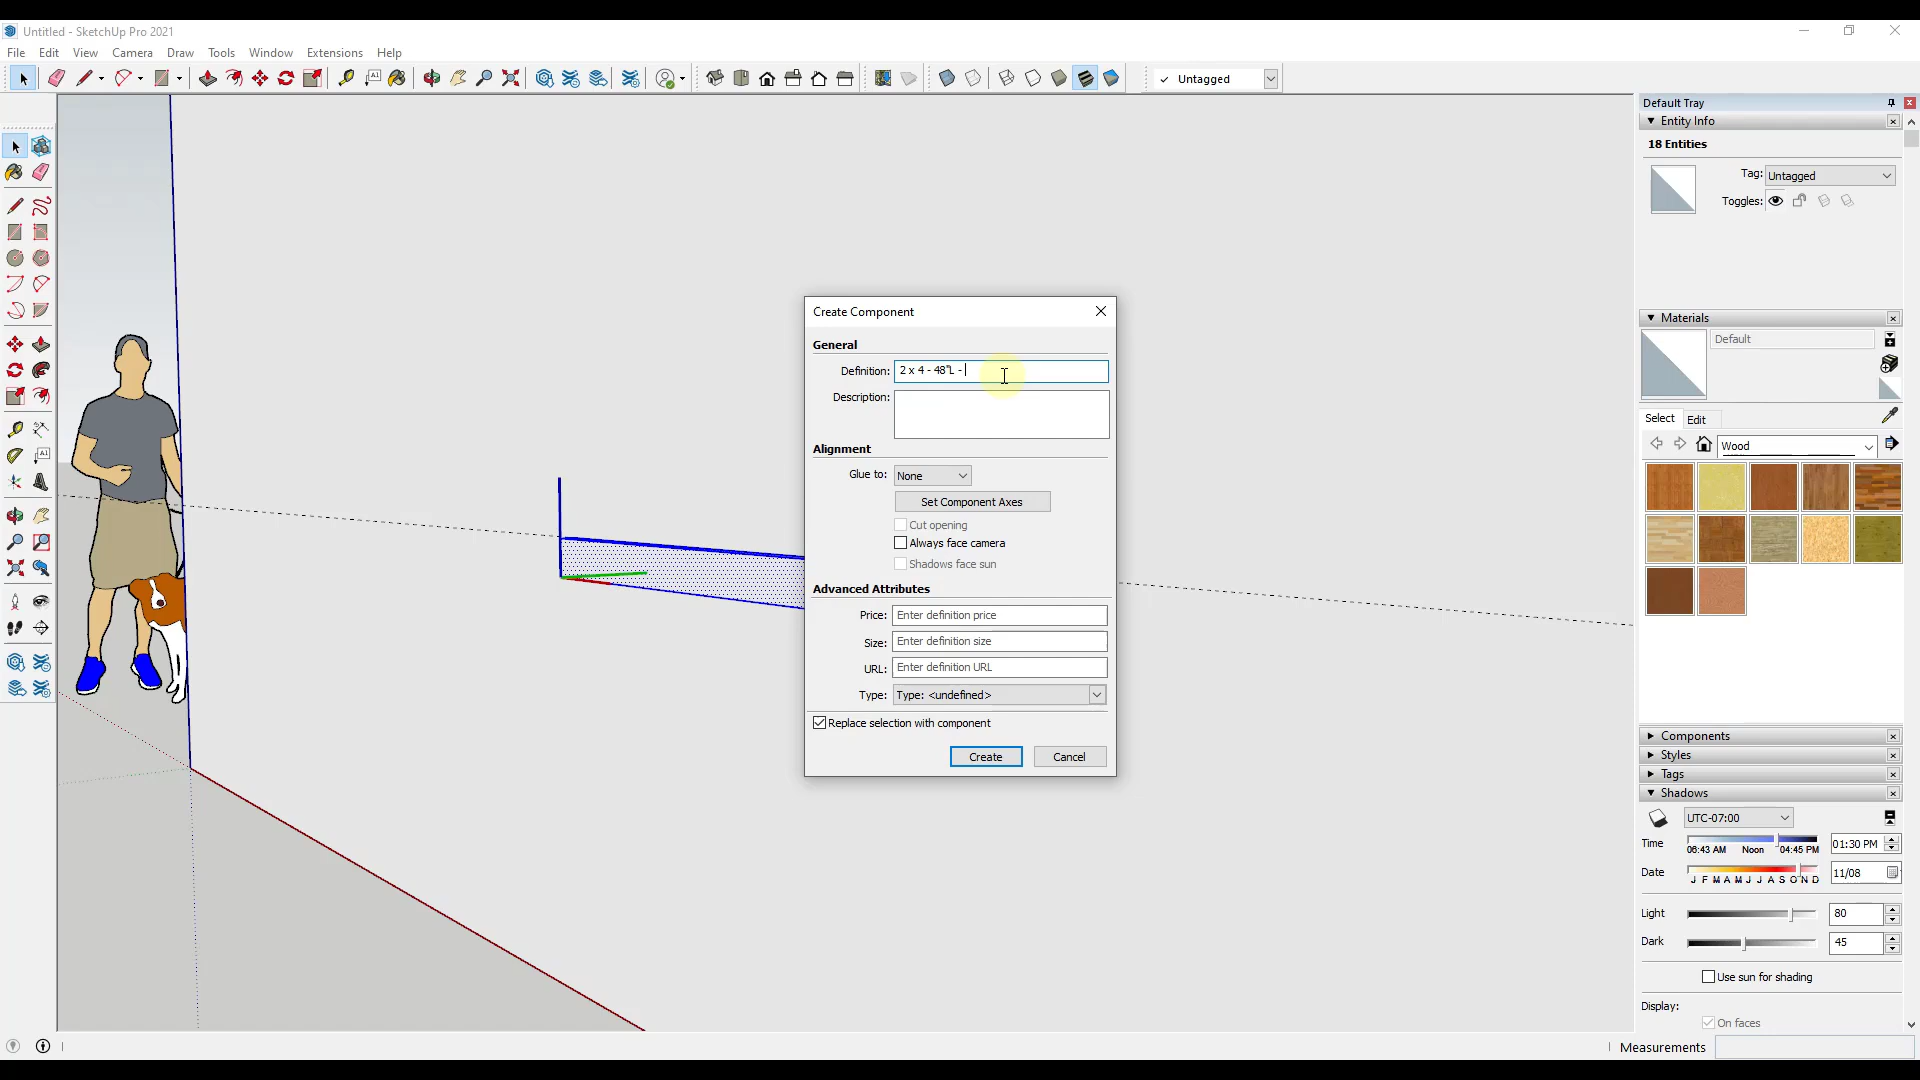 Untitled - SketchUp Pro 2021
File Edit View Camera Draw Tools Window Extensions Help
Untagged
Default Tray
Entity Info
18 Entities
Tag: Untagged
Toggles:
Materials
Default
Select Edit
Wood
Components
Styles
Tags
Shadows
UTC-07:00
Time 06:43 AM Noon 04:45 PM 01:30 PM
Date J F M A M J J A S O N D 11/08
Light 80
Dark 45
Use sun for shading
Display:
On faces
Measurements
Create Component
General
Definition: 2 x 4 - 48"L -
Description:
Alignment
Glue to: None
Set Component Axes
Cut opening
Always face camera
Shadows face sun
Advanced Attributes
Price: Enter definition price
Size: Enter definition size
URL: Enter definition URL
Type: Type: <undefined>
Replace selection with component
Create Cancel